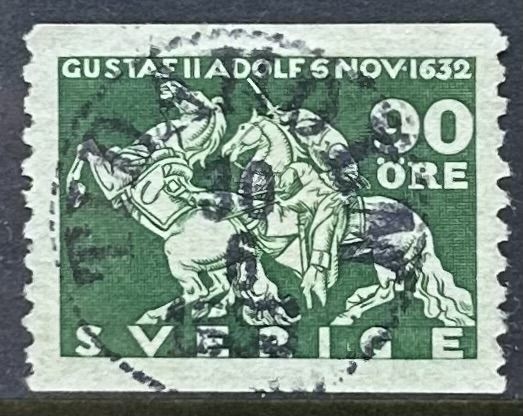 GUSTAF II ADOLF 6 NOV·1632
90
ÖRE
SVERIGE